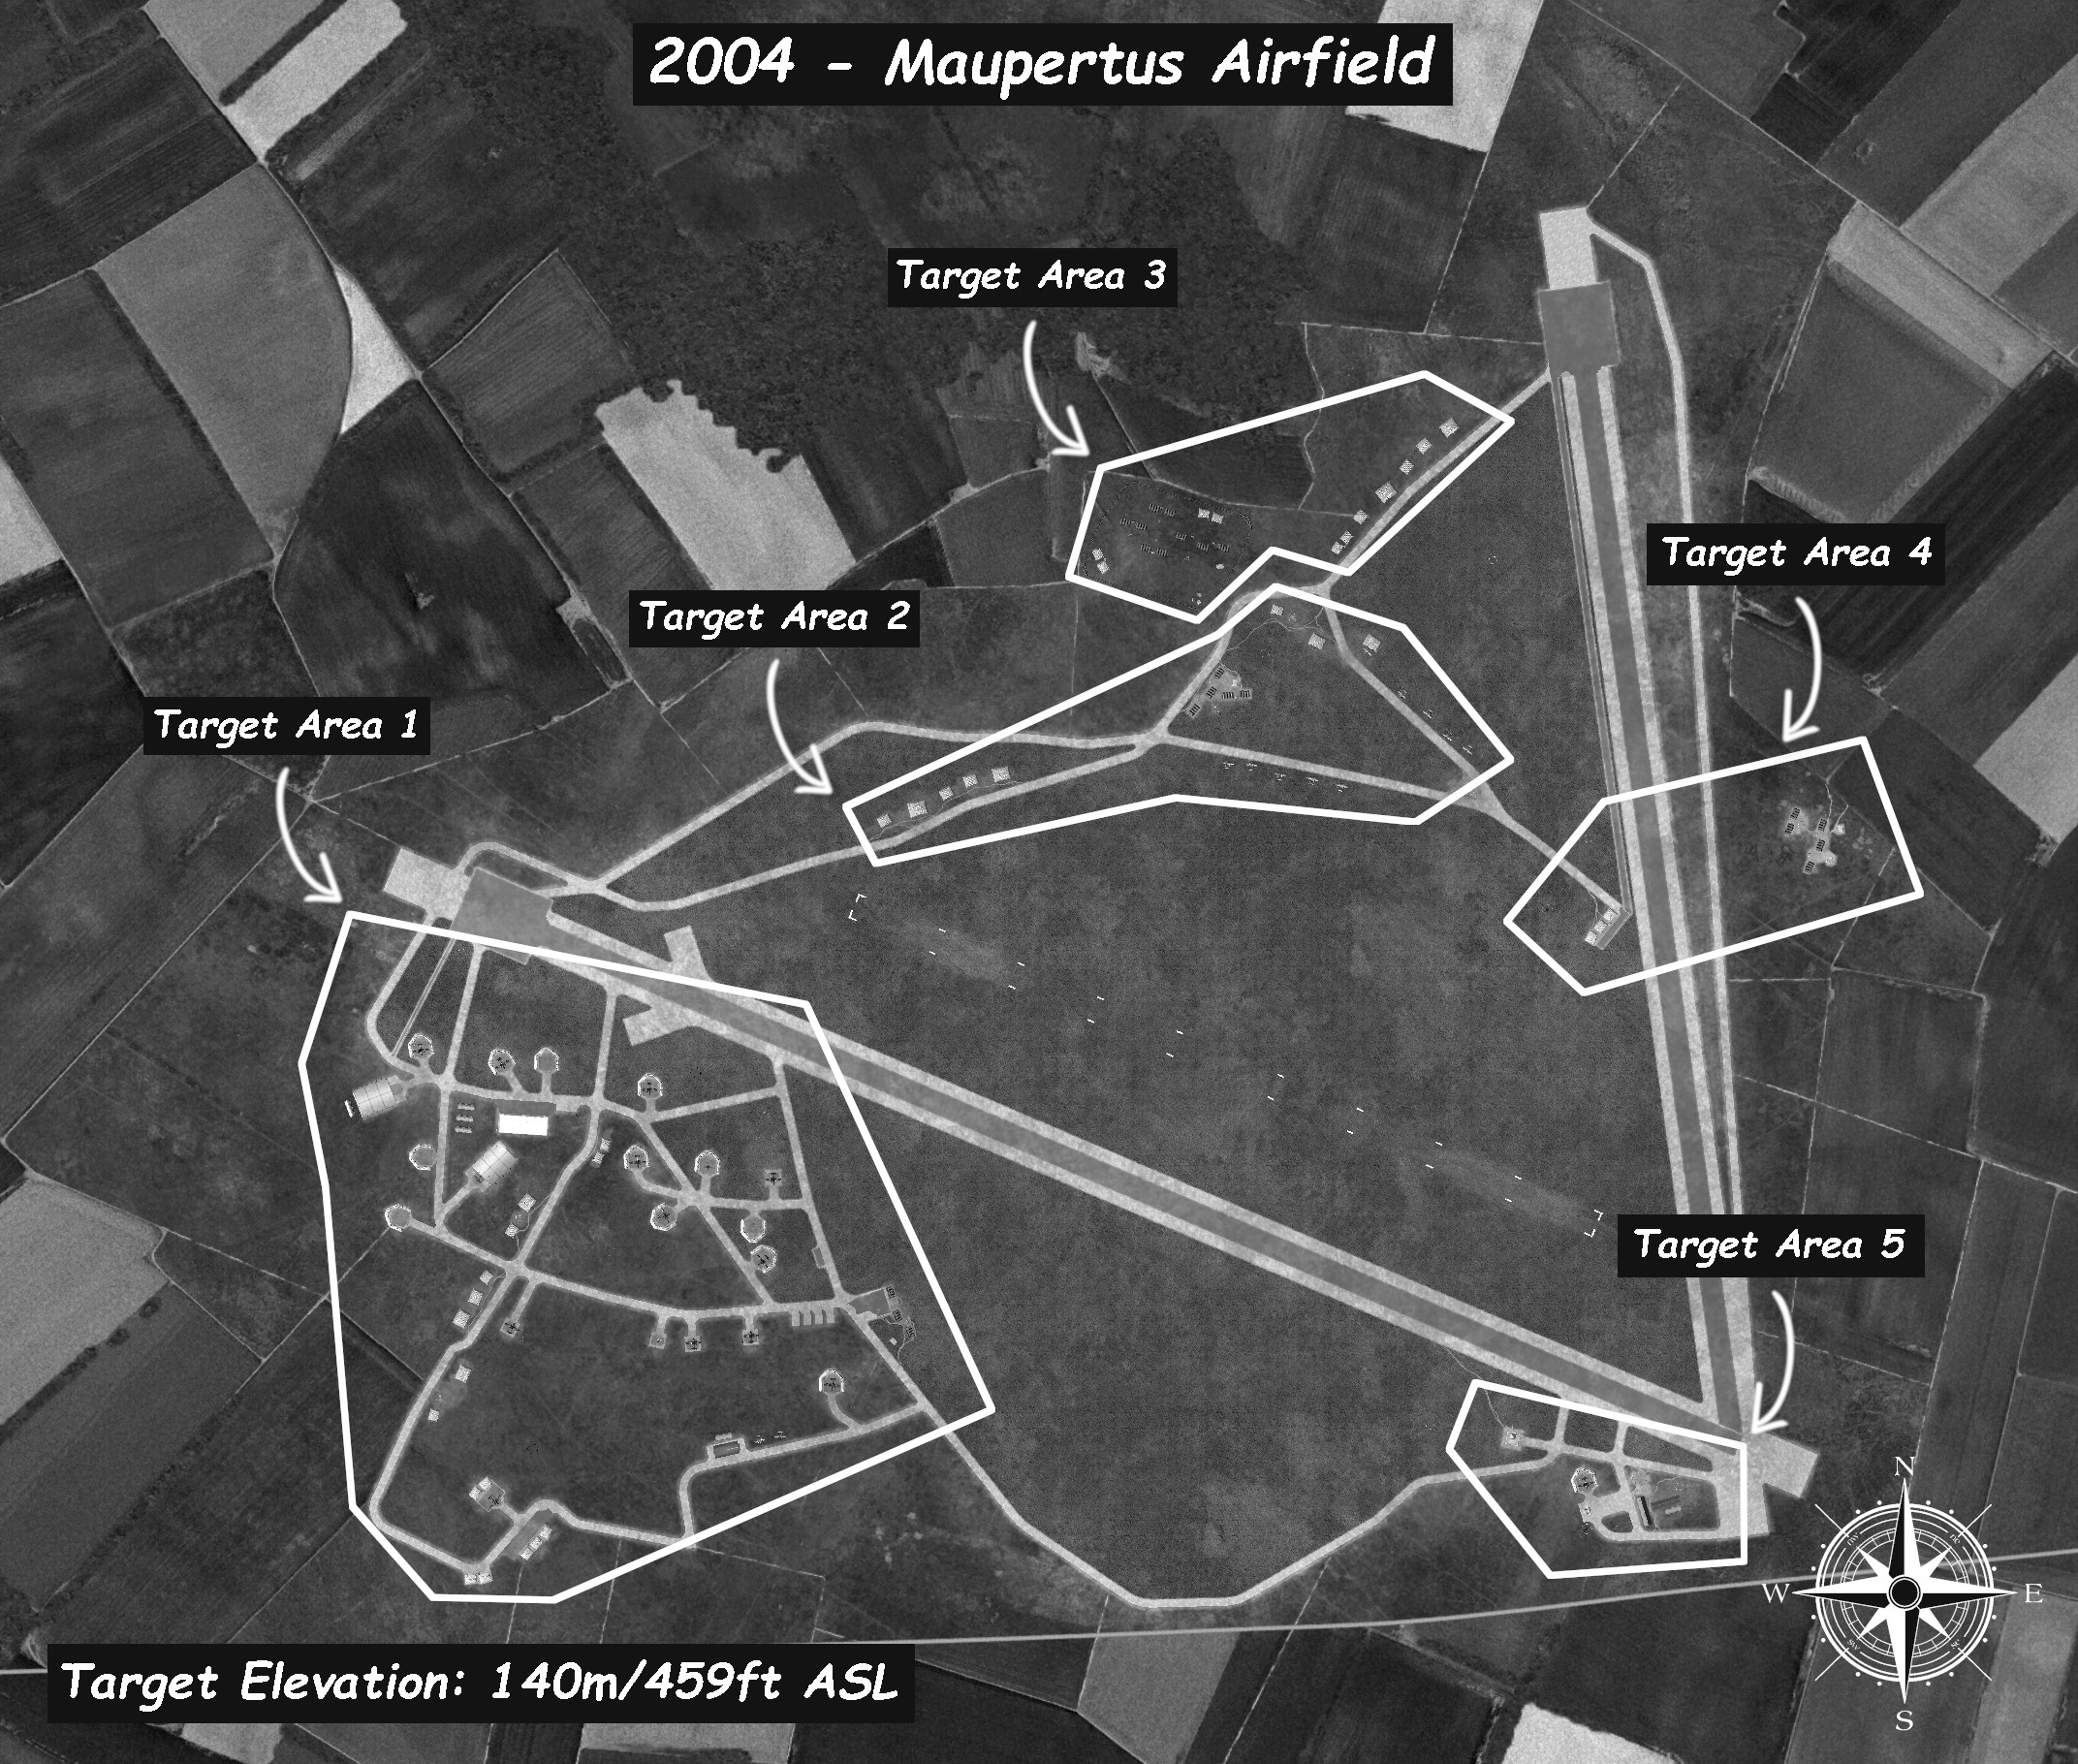 2004 - Maupertus Airfield
Target Area 3
Target Area 4
Target Area 2
Target Area 1
Target Area 5
N
W
E
S
Target Elevation: 140m/459ft ASL